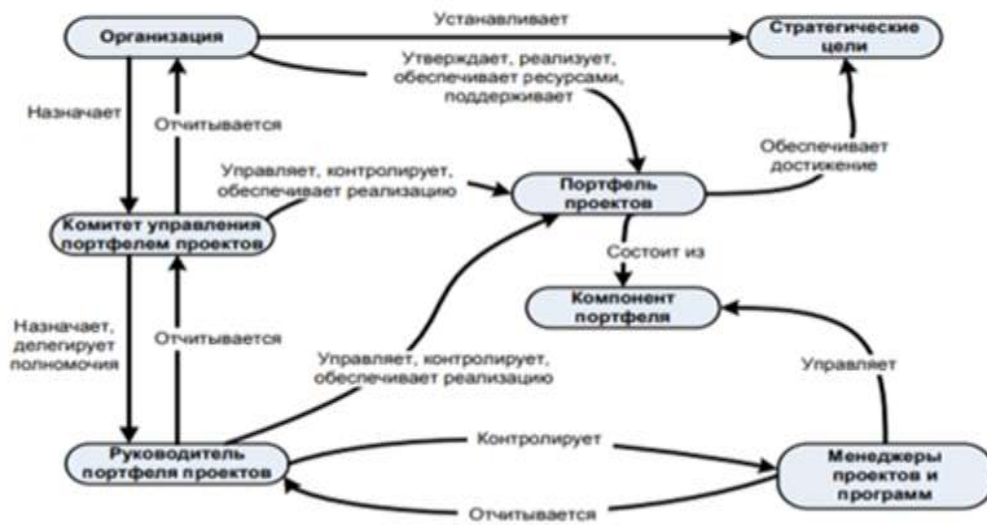 Устанавливает
Организация
Стратегические
цели
Утверждает, реализует,
обеспечивает ресурсами,
поддерживает
Назначает
Отчитывается
Обеспечивает
достижение
Управляет, контролирует,
обеспечивает реализацию
Портфель
проектов
Комитет управления
портфелем проектов
Состоит из
Компонент
портфеля
Назначает,
делегирует
полномочия
Отчитывается
Управляет, контролирует,
обеспечивает реализацию
Управляет
Руководитель
портфеля проектов
Контролирует
Менеджеры
проектов и
программ
Отчитывается